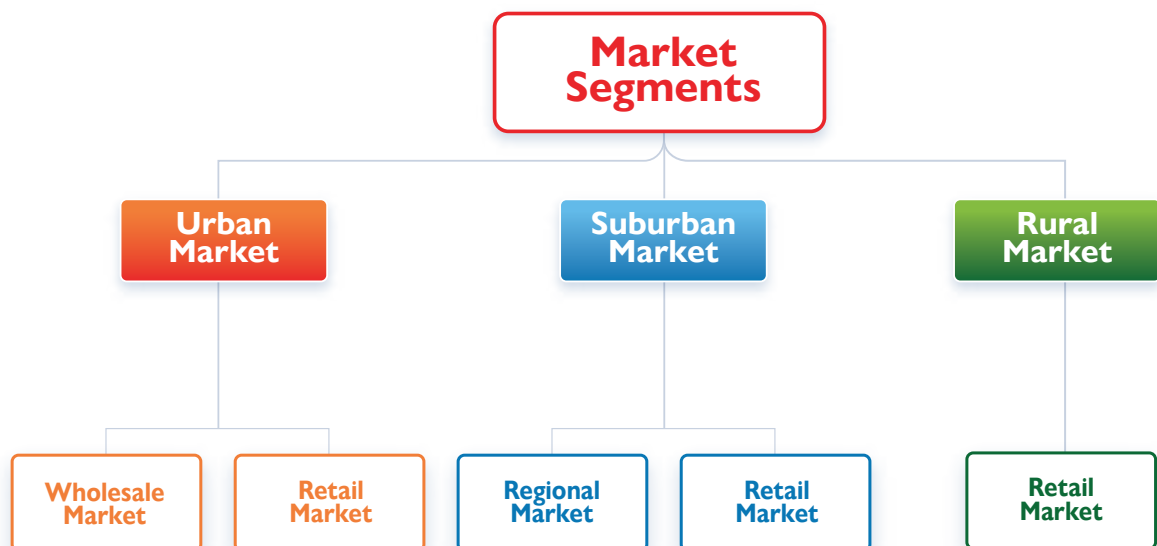 Market
Segments
Urban
Market
Suburban
Market
Rural
Market
Wholesale
Market
Retail
Market
Regional
Market
Retail
Market
Retail
Market